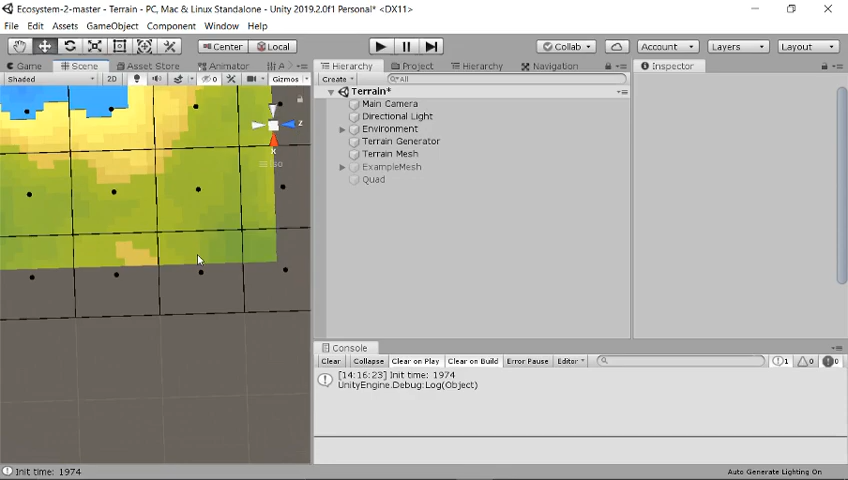 Ecosystem-2-master - Terrain - PC, Mac & Linux Standalone - Unity 2019.2.0f1 Personal* <DX11>
File Edit Assets GameObject Component Window Help
Center Local Collab Account Layers Layout
Game Scene Asset Store Animator A Hierarchy Project Hierarchy Navigation Inspector
Shaded 2D 0 Gizmos Create All
Terrain*
Main Camera
Directional Light
Environment
Terrain Generator
Terrain Mesh
ExampleMesh
Quad
z
x
Iso
Console
Clear Collapse Clear on Play Clear on Build Error Pause Editor 1 0 0
[14:16:23] Init time: 1974
UnityEngine.Debug:Log(Object)
Init time: 1974 Auto Generate Lighting On